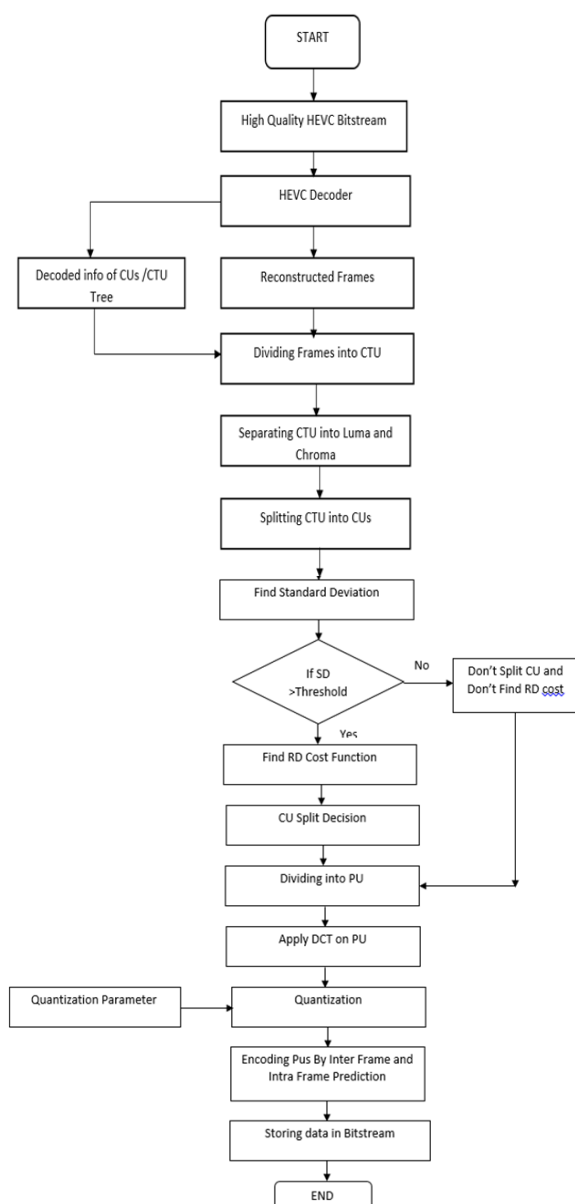 START
High Quality HEVC Bitstream
HEVC Decoder
Decoded info of CUs /CTU
Tree
Reconstructed Frames
Dividing Frames into CTU
Separating CTU into Luma and
Chroma
Splitting CTU into CUs
Find Standard Deviation
If SD
>Threshold
No
Don't Split CU and
Don't Find RD cost
Yes
Find RD Cost Function
CU Split Decision
Dividing into PU
Apply DCT on PU
Quantization Parameter
Quantization
Encoding Pus By Inter Frame and
Intra Frame Prediction
Storing data in Bitstream
END